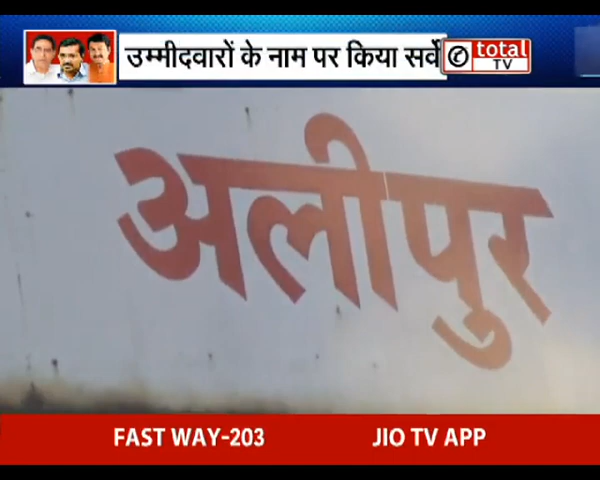 उम्मीदवारों के नाम पर किया सर्वे
© total
TV
अलीपुर
FAST WAY-203 JIO TV APP